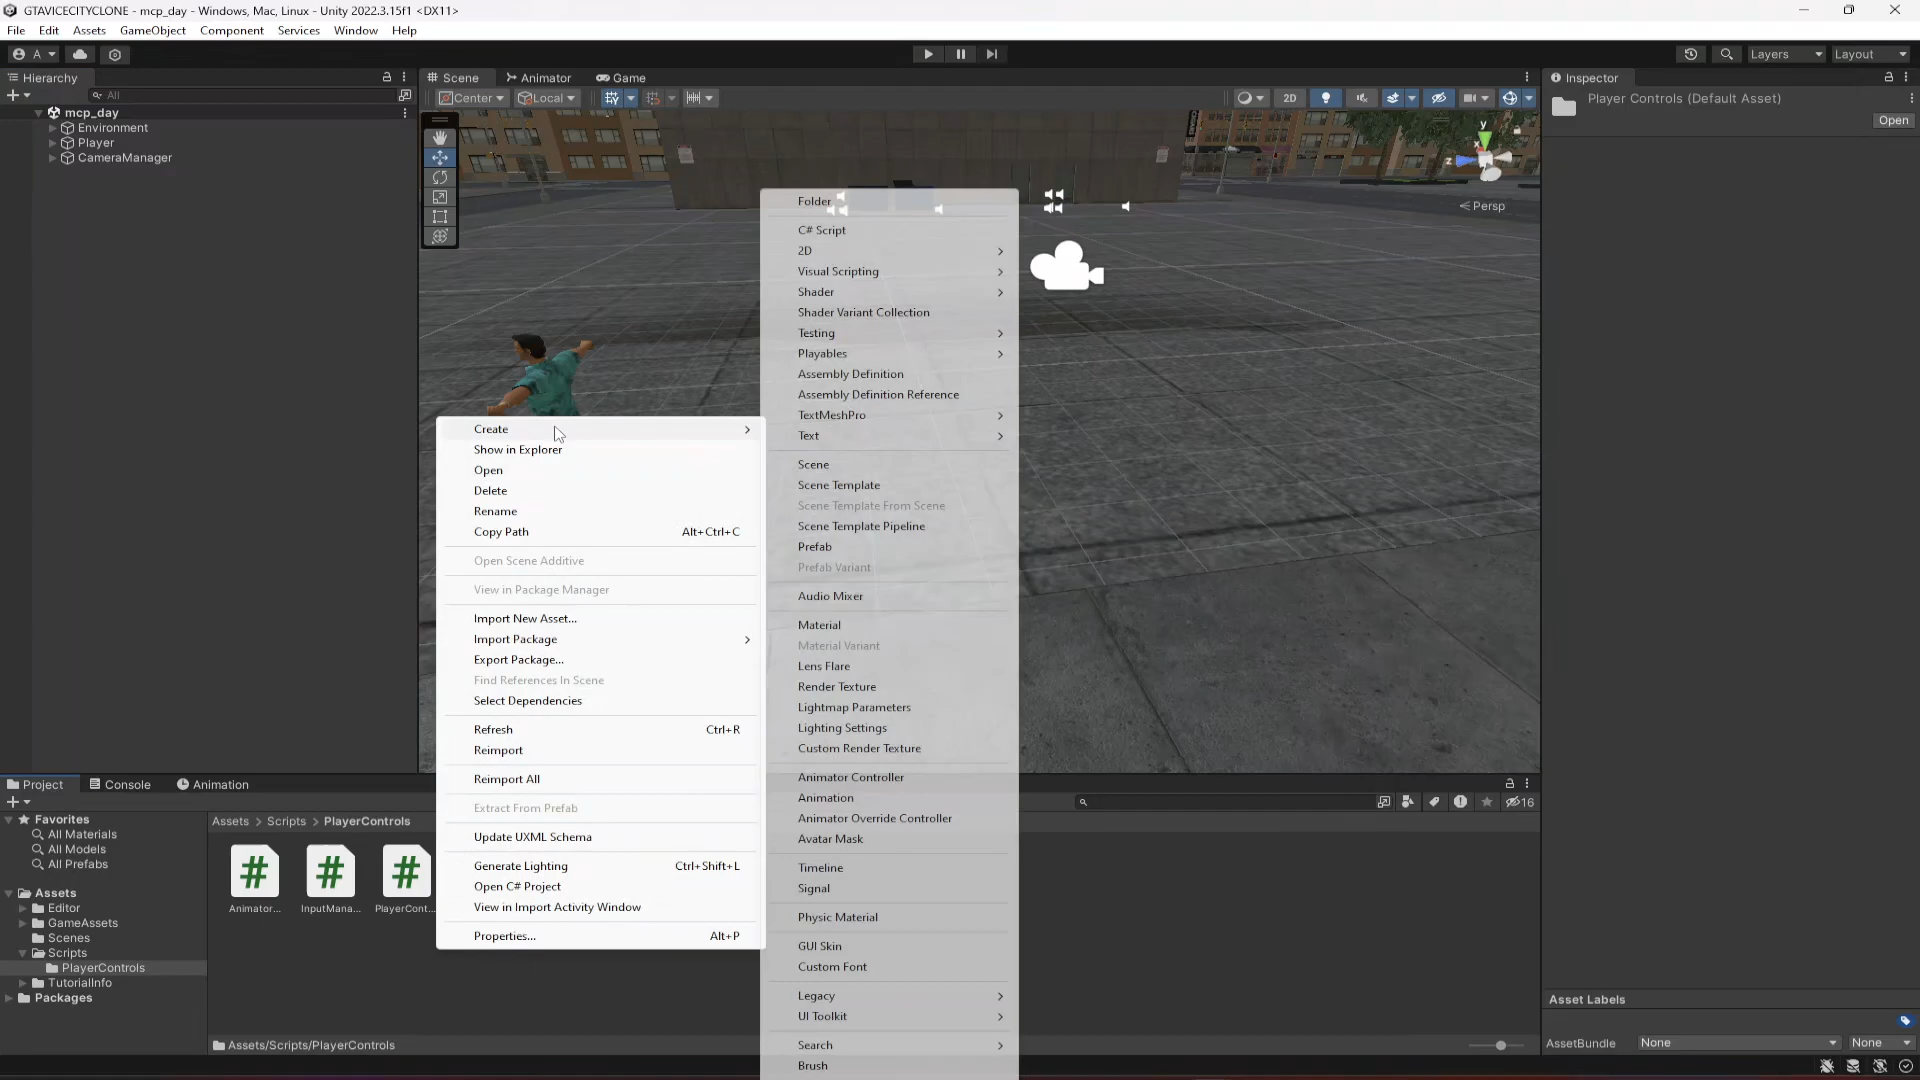 GTAVICECITYCLONE - mcp_day - Windows, Mac, Linux - Unity 2022.3.15f1 <DX11>
File Edit Assets GameObject Component Services Window Help
A Layers Layout
Hierarchy Scene Animator Game Inspector
All Center Local 2D Player Controls (Default Asset)
Open
mcp_day
Environment
Player
CameraManager
y
x
z
Persp
Folder
C# Script
2D
Visual Scripting
Shader
Shader Variant Collection
Testing
Playables
Assembly Definition
Assembly Definition Reference
TextMeshPro
Text
Scene
Scene Template
Scene Template From Scene
Scene Template Pipeline
Prefab
Prefab Variant
Audio Mixer
Material
Material Variant
Lens Flare
Render Texture
Lightmap Parameters
Lighting Settings
Custom Render Texture
Animator Controller
Animation
Animator Override Controller
Avatar Mask
Timeline
Signal
Physic Material
GUI Skin
Custom Font
Legacy
UI Toolkit
Search
Brush
Create
Show in Explorer
Open
Delete
Rename
Copy Path Alt+Ctrl+C
Open Scene Additive
View in Package Manager
Import New Asset...
Import Package
Export Package...
Find References In Scene
Select Dependencies
Refresh Ctrl+R
Reimport
Reimport All
Extract From Prefab
Update UXML Schema
Generate Lighting Ctrl+Shift+L
Open C# Project
View in Import Activity Window
Properties... Alt+P
Project Console Animation
16
Favorites
All Materials
All Models
All Prefabs
Assets
Editor
GameAssets
Scenes
Scripts
PlayerControls
TutorialInfo
Packages
Assets > Scripts > PlayerControls
# # #
Animator... InputMana... PlayerCont...
Assets/Scripts/PlayerControls
Asset Labels
AssetBundle None None